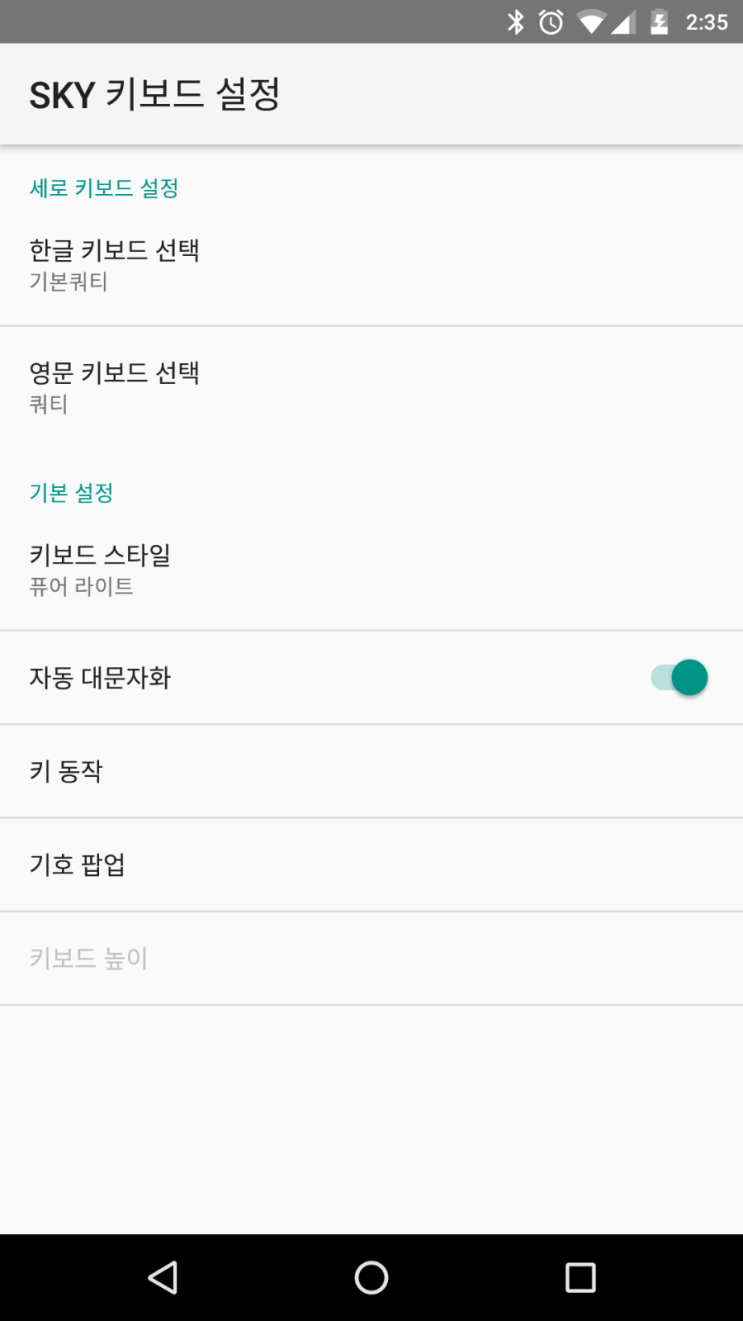 2:35
SKY 키보드 설정
세로 키보드 설정
한글 키보드 선택
기본쿼티
영문 키보드 선택
쿼티
기본 설정
키보드 스타일
퓨어 라이트
자동 대문자화
키 동작
기호 팝업
키보드 높이